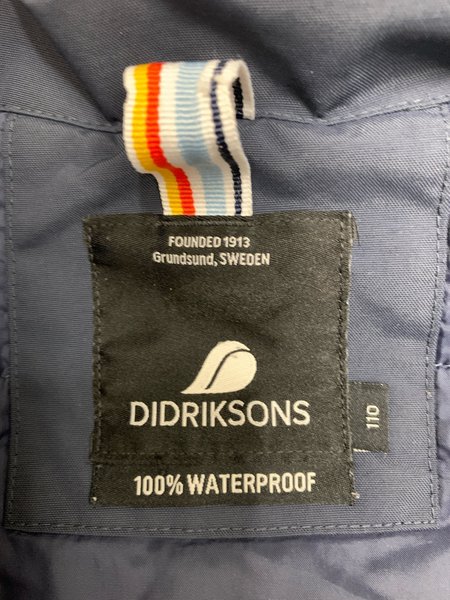 FOUNDED 1913
Grundsund, SWEDEN
DIDRIKSONS
110
100% WATERPROOF